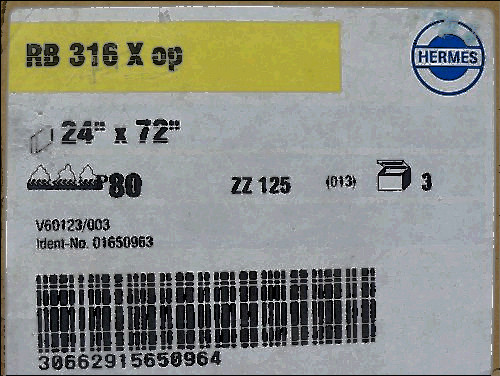 RB 316 X op
HERMES
24" x 72"
P80 ZZ 125 (013) 3
V60123/003
Ident-No. 01650963
30662915650964